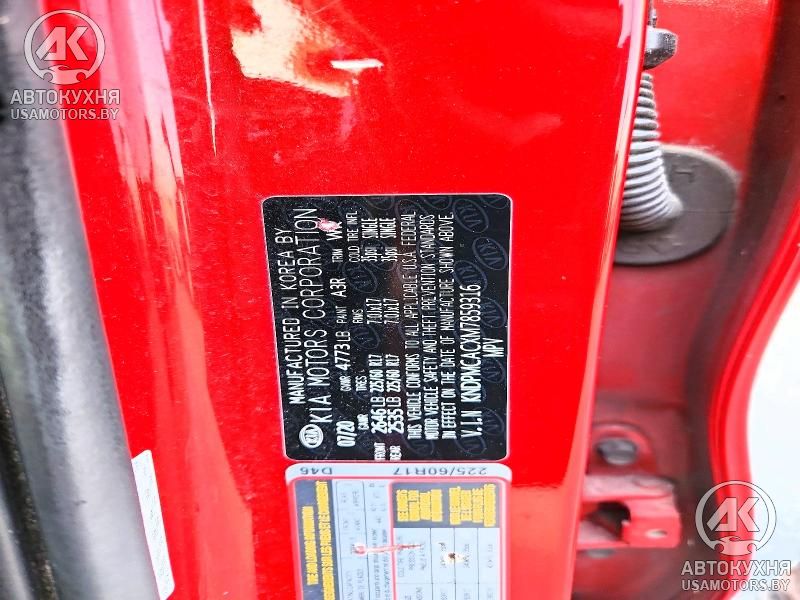 АК
АВТОКУХНЯ
USAMOTORS.BY
MANUFACTURED IN KOREA BY
KIA MOTORS CORPORATION
07/20 GVWR 4773LB PAINT A3R TRIM WK
GAWR TIRES RIMS COLD TIRE INFL.
FRONT 2646LB 225/60 R17 7.0Jx17 35psi SINGLE
REAR 2535LB 225/60 R17 7.0Jx17 35psi SINGLE
THIS VEHICLE CONFORMS TO ALL APPLICABLE U.S.A. FEDERAL
MOTOR VEHICLE SAFETY AND THEFT PREVENTION STANDARDS
IN EFFECT ON THE DATE OF MANUFACTURE SHOWN ABOVE.
V.I.N KNDPMCACXM7859316
MPV
D46 225/60R17
АК
АВТОКУХНЯ
USAMOTORS.BY